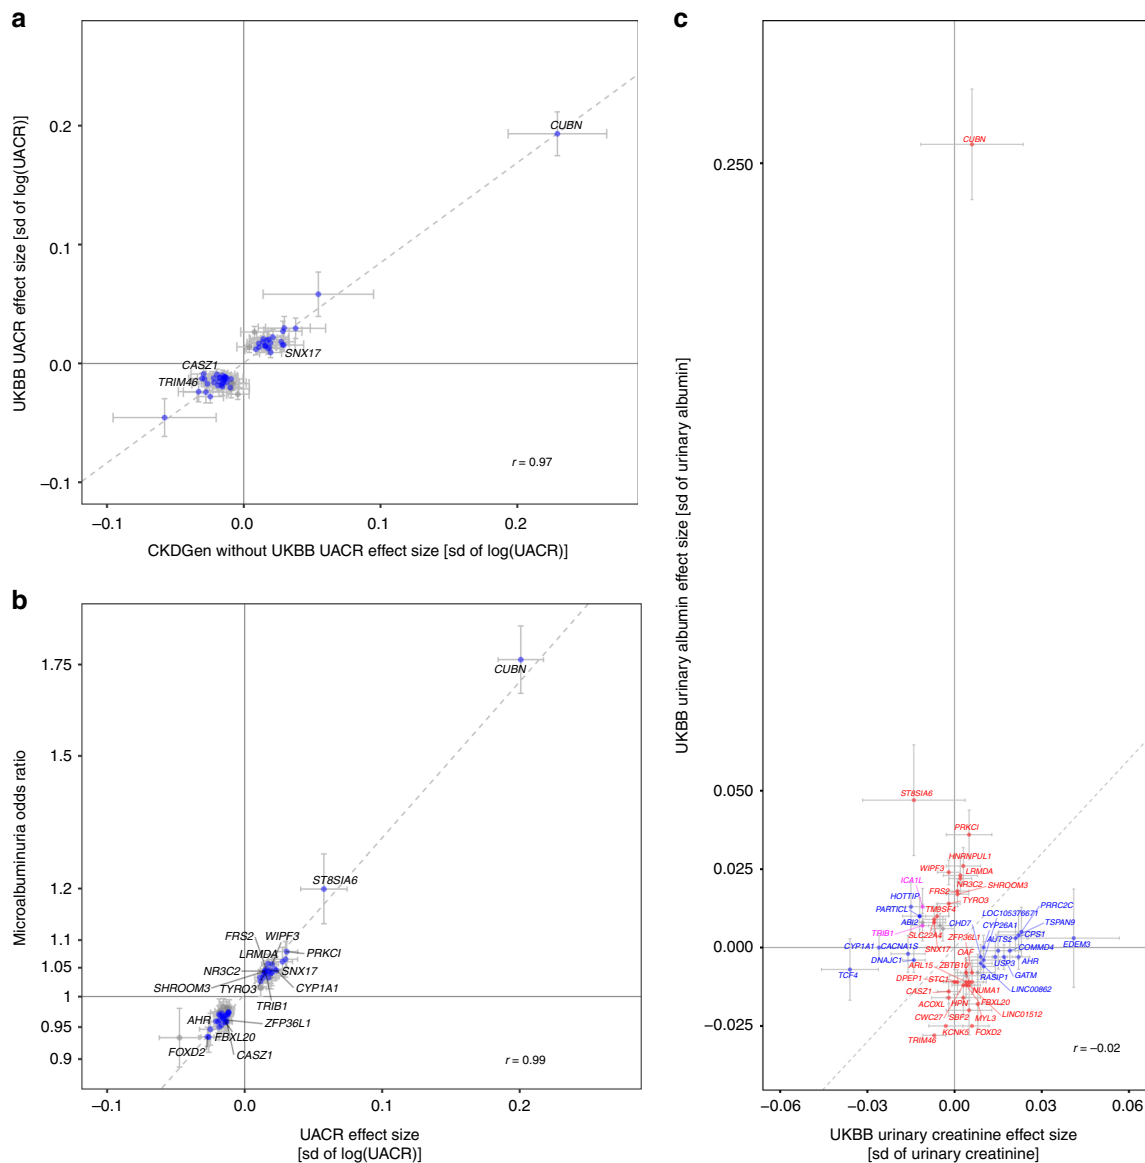 a
UKBB UACR effect size [sd of log(UACR)]
0.2
0.1
0.0
−0.1
CUBN
SNX17
CASZ1
TRIM46
r = 0.97
−0.1
0.0
0.1
0.2
CKDGen without UKBB UACR effect size [sd of log(UACR)]
b
Microalbuminuria odds ratio
1.75
1.5
1.2
1.1
1.05
1
0.95
0.9
CUBN
ST8SIA6
FRS2
WIPF3
LRMDA
PRKCI
NR3C2
SNX17
SHROOM3
TYRO3
CYP1A1
TRIB1
AHR
ZFP36L1
FBXL20
FOXD2
CASZ1
r = 0.99
−0.1
0.0
0.1
0.2
UACR effect size
[sd of log(UACR)]
c
UKBB urinary albumin effect size [sd of urinary albumin]
0.250
0.050
0.025
0.000
−0.025
CUBN
ST8SIA6
PRKCI
HNRNPUL1
WIPF3
LRMDA
ICA1L
NR3C2
FRS2
SHROOM3
HOTTIP
TYRO3
PARTICL
TM9SF4
LOC105376671
PRRC2C
ABI2
CHD7
CYP26A1
TSPAN9
TRIB1
SLC22A4
ZFP36L1
AUTS2
CPS1
CYP1A1
CACNA1S
SNX17
OAF
COMMD4
EDEM3
DNAJC1
ARL15
ZBTB10
USP3
AHR
TCF4
DPEP1
STC1
RASIP1
GATM
ACOXL
NUMA1
LINC00862
CASZ1
HPN
FBXL20
CWC27
SBF2
MYL3
LINC01512
KCNK5
FOXD2
TRIM46
r = −0.02
−0.06
−0.03
0.00
0.03
0.06
UKBB urinary creatinine effect size
[sd of urinary creatinine]